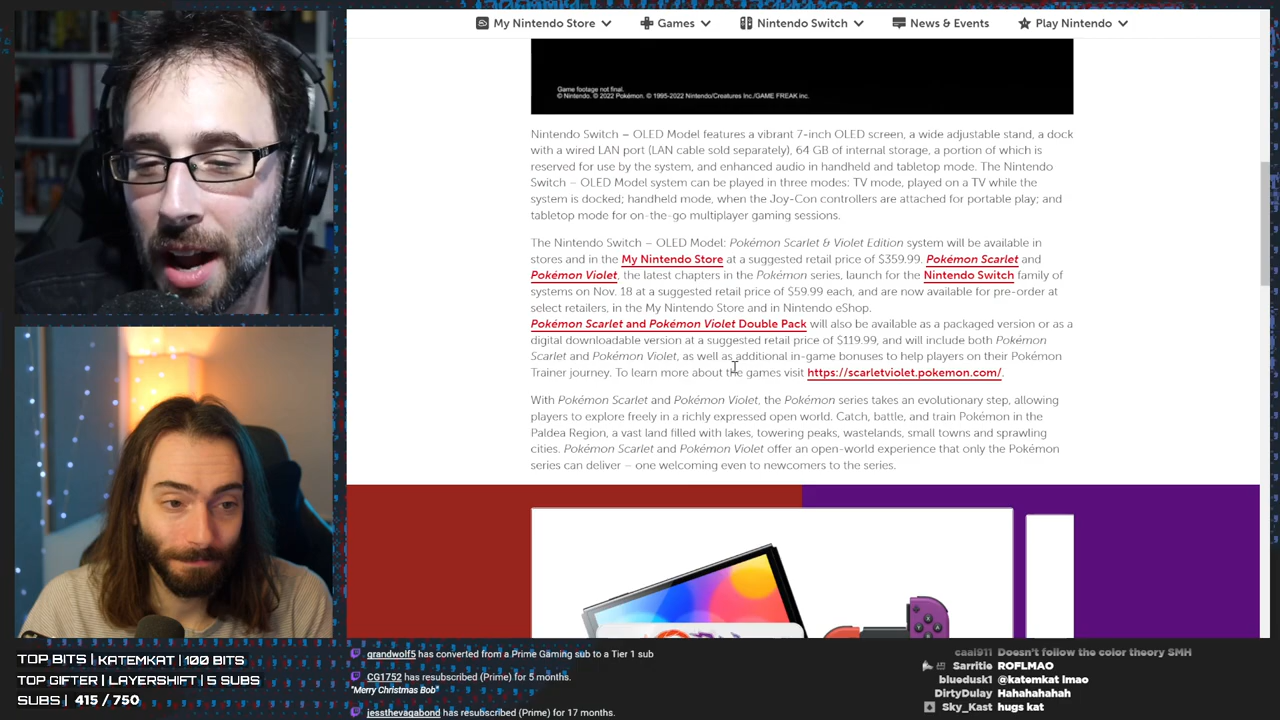 My Nintendo Store
Games
Nintendo Switch
News & Events
Play Nintendo
Game footage not final.
© Nintendo. © 2022 Pokémon. © 1995-2022 Nintendo/Creatures Inc./GAME FREAK inc.
Nintendo Switch – OLED Model features a vibrant 7-inch OLED screen, a wide adjustable stand, a dock
with a wired LAN port (LAN cable sold separately), 64 GB of internal storage, a portion of which is
reserved for use by the system, and enhanced audio in handheld and tabletop mode. The Nintendo
Switch – OLED Model system can be played in three modes: TV mode, played on a TV while the
system is docked; handheld mode, when the Joy-Con controllers are attached for portable play; and
tabletop mode for on-the-go multiplayer gaming sessions.
The Nintendo Switch – OLED Model: Pokémon Scarlet & Violet Edition system will be available in
stores and in the My Nintendo Store at a suggested retail price of $359.99. Pokémon Scarlet and
Pokémon Violet, the latest chapters in the Pokémon series, launch for the Nintendo Switch family of
systems on Nov. 18 at a suggested retail price of $59.99 each, and are now available for pre-order at
select retailers, in the My Nintendo Store and in Nintendo eShop.
Pokémon Scarlet and Pokémon Violet Double Pack will also be available as a packaged version or as a
digital downloadable version at a suggested retail price of $119.99, and will include both Pokémon
Scarlet and Pokémon Violet, as well as additional in-game bonuses to help players on their Pokémon
Trainer journey. To learn more about the games visit https://scarletviolet.pokemon.com/.
With Pokémon Scarlet and Pokémon Violet, the Pokémon series takes an evolutionary step, allowing
players to explore freely in a richly expressed open world. Catch, battle, and train Pokémon in the
Paldea Region, a vast land filled with lakes, towering peaks, wastelands, small towns and sprawling
cities. Pokémon Scarlet and Pokémon Violet offer an open-world experience that only the Pokémon
series can deliver – one welcoming even to newcomers to the series.
TOP BITS | KATEMKAT | 100 BITS
TOP GIFTER | LAYERSHIFT | 5 SUBS
SUBS | 415 / 750
grandwolf5 has converted from a Prime Gaming sub to a Tier 1 sub
CG1752 has resubscribed (Prime) for 5 months.
"Merry Christmas Bob"
jessthevagabond has resubscribed (Prime) for 17 months.
caal911 Doesn't follow the color theory SMH
Sarritie ROFLMAO
bluedusk1 @katemkat lmao
DirtyDulay Hahahahahah
Sky_Kast hugs kat